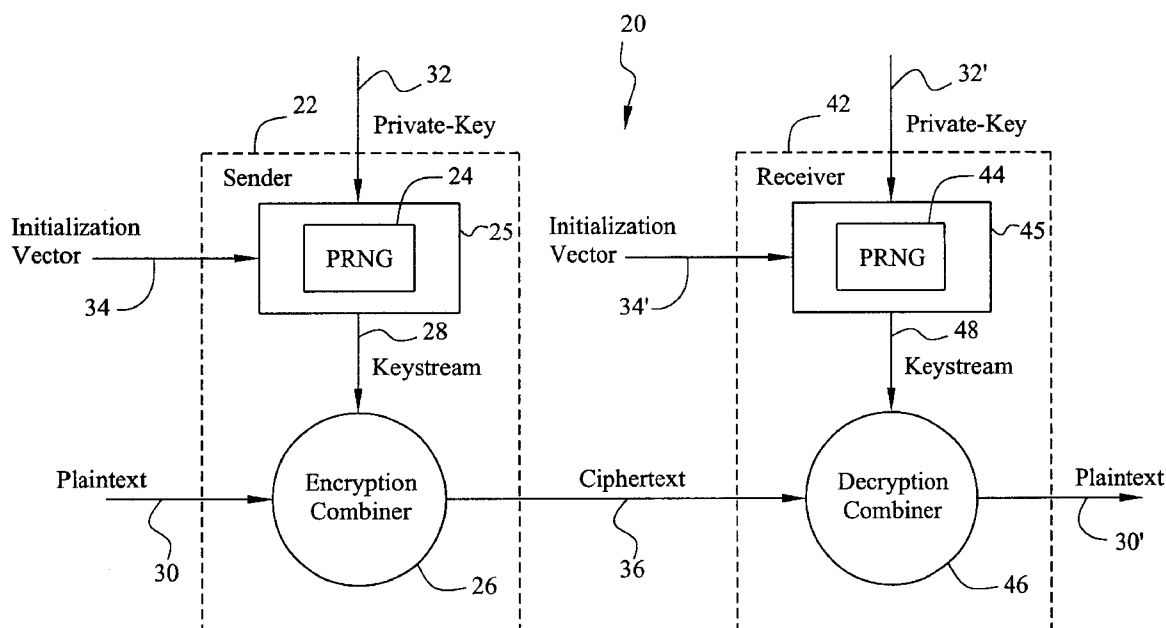 20
32
32'
22
42
Private-Key
Private-Key
Sender
24
Receiver
44
Initialization
Vector
PRNG
25
Initialization
Vector
PRNG
45
34
34'
28
48
Keystream
Keystream
Plaintext
Encryption
Combiner
Ciphertext
Decryption
Combiner
Plaintext
30
26
36
46
30'